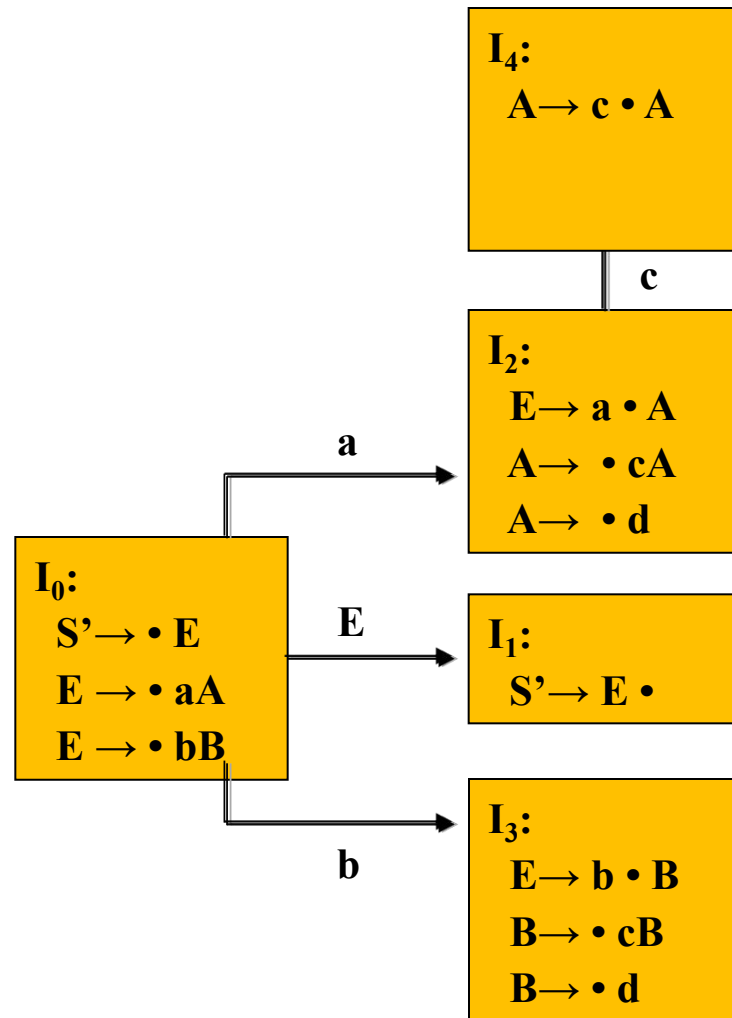 I₄:
A→ c • A
c
I₂:
E→ a • A
A→ • cA
A→ • d
a
I₀:
S’→ • E
E → • aA
E → • bB
E
I₁:
S’→ E •
b
I₃:
E→ b • B
B→ • cB
B→ • d